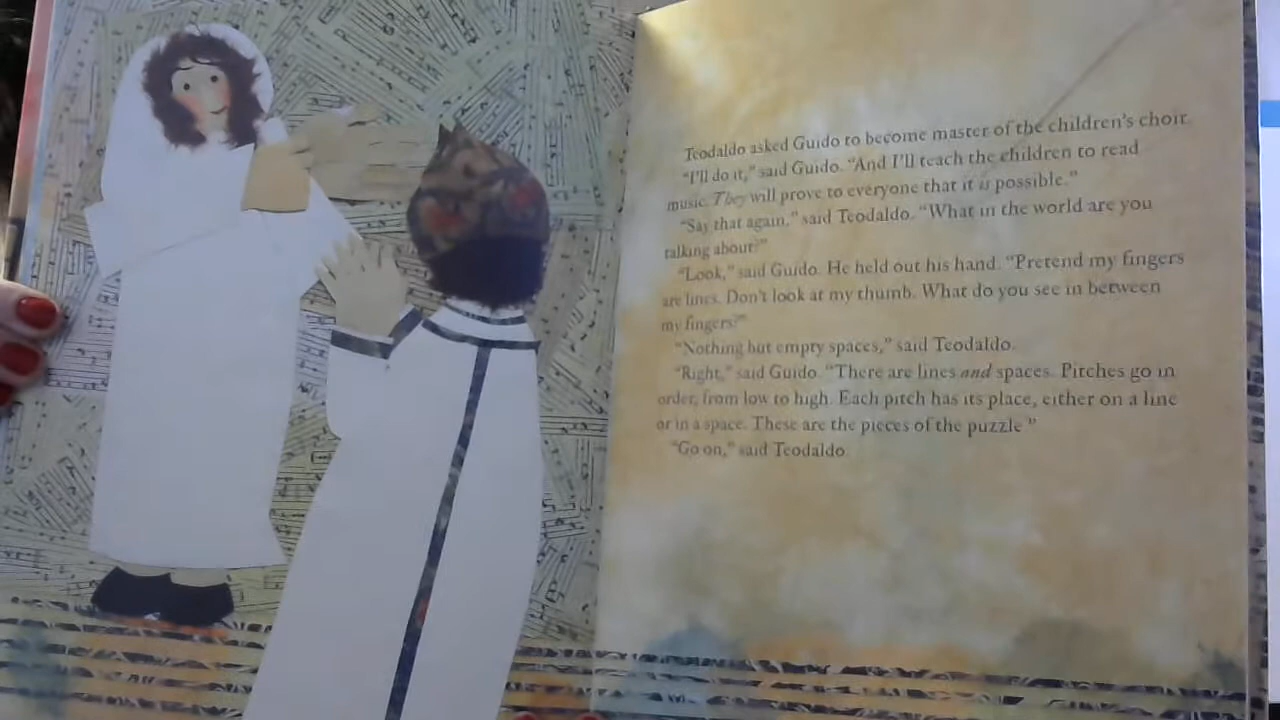 Teodaldo asked Guido to become master of the children's choir.
"I'll do it," said Guido. "And I'll teach the children to read
music. They will prove to everyone that it is possible."
"Say that again," said Teodaldo. "What in the world are you
talking about?"
"Look," said Guido. He held out his hand. "Pretend my fingers
are lines. Don't look at my thumb. What do you see in between
my fingers?"
"Nothing but empty spaces," said Teodaldo.
"Right," said Guido. "There are lines and spaces. Pitches go in
order, from low to high. Each pitch has its place, either on a line
or in a space. These are the pieces of the puzzle."
"Go on," said Teodaldo.